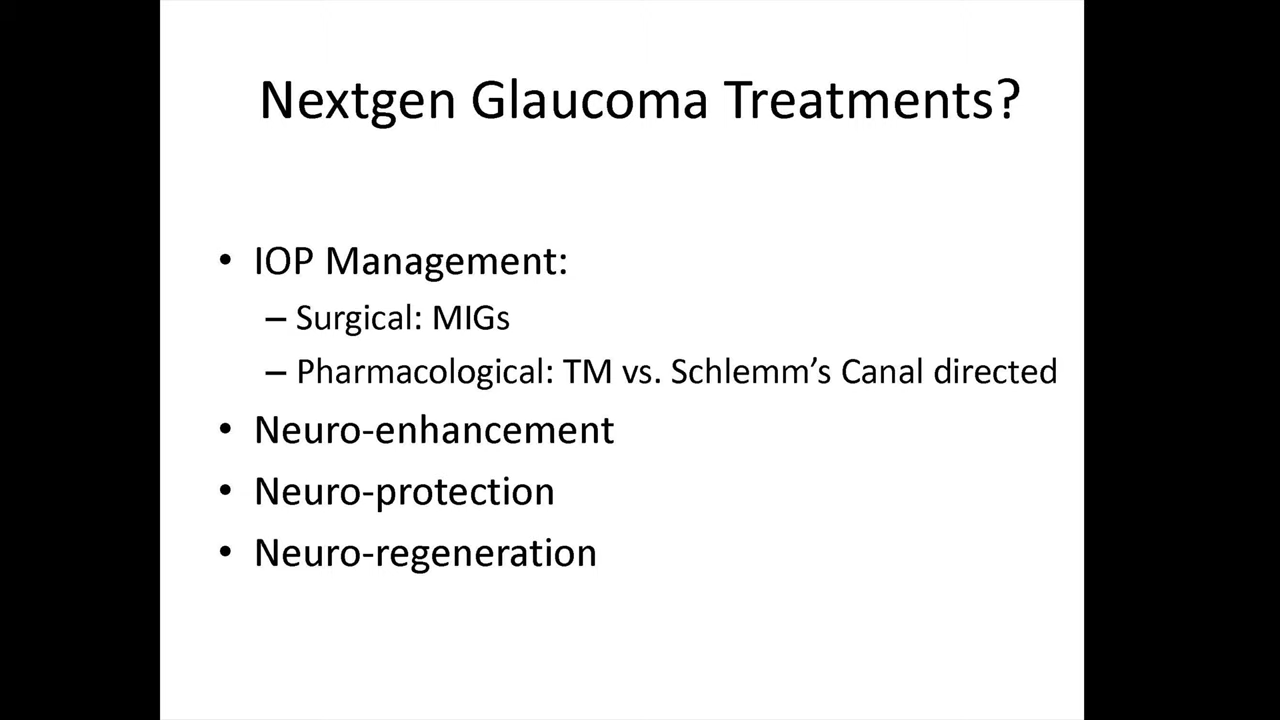 Nextgen Glaucoma Treatments?
• IOP Management:
– Surgical: MIGs
– Pharmacological: TM vs. Schlemm’s Canal directed
• Neuro-enhancement
• Neuro-protection
• Neuro-regeneration